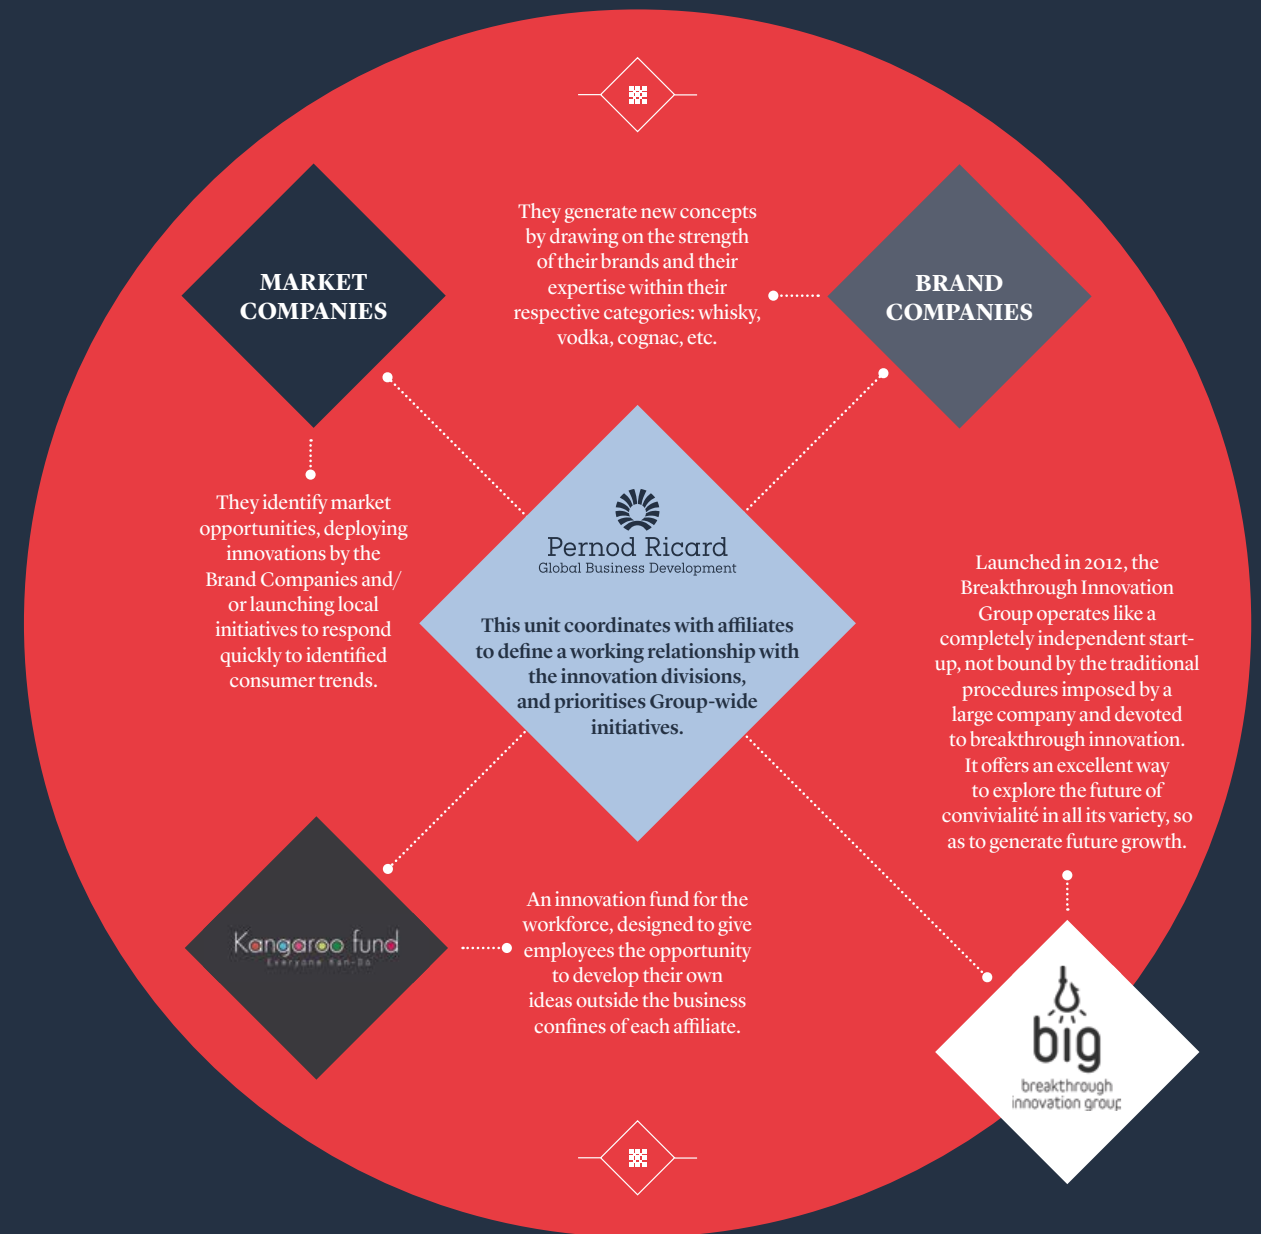 MARKET
COMPANIES
They identify market
opportunities, deploying
innovations by the
Brand Companies and/
or launching local
initiatives to respond
quickly to identified
consumer trends.
They generate new concepts
by drawing on the strength
of their brands and their
expertise within their
respective categories: whisky,
vodka, cognac, etc.
BRAND
COMPANIES
Pernod Ricard
Global Business Development
This unit coordinates with affiliates
to define a working relationship with
the innovation divisions,
and prioritises Group-wide
initiatives.
Kangaroo fund
Everyone Kan-Do
An innovation fund for the
workforce, designed to give
employees the opportunity
to develop their own
ideas outside the business
confines of each affiliate.
Launched in 2012, the
Breakthrough Innovation
Group operates like a
completely independent start-
up, not bound by the traditional
procedures imposed by a
large company and devoted
to breakthrough innovation.
It offers an excellent way
to explore the future of
convivialité in all its variety, so
as to generate future growth.
big
breakthrough
innovation group